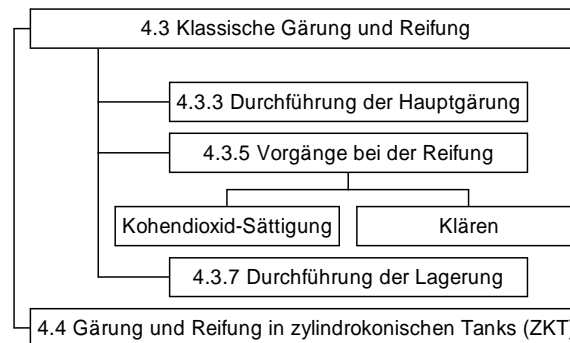 4.3 Klassische Gärung und Reifung
4.3.3 Durchführung der Hauptgärung
4.3.5 Vorgänge bei der Reifung
Kohendioxid-Sättigung
Klären
4.3.7 Durchführung der Lagerung
4.4 Gärung und Reifung in zylindrokonischen Tanks (ZKT)